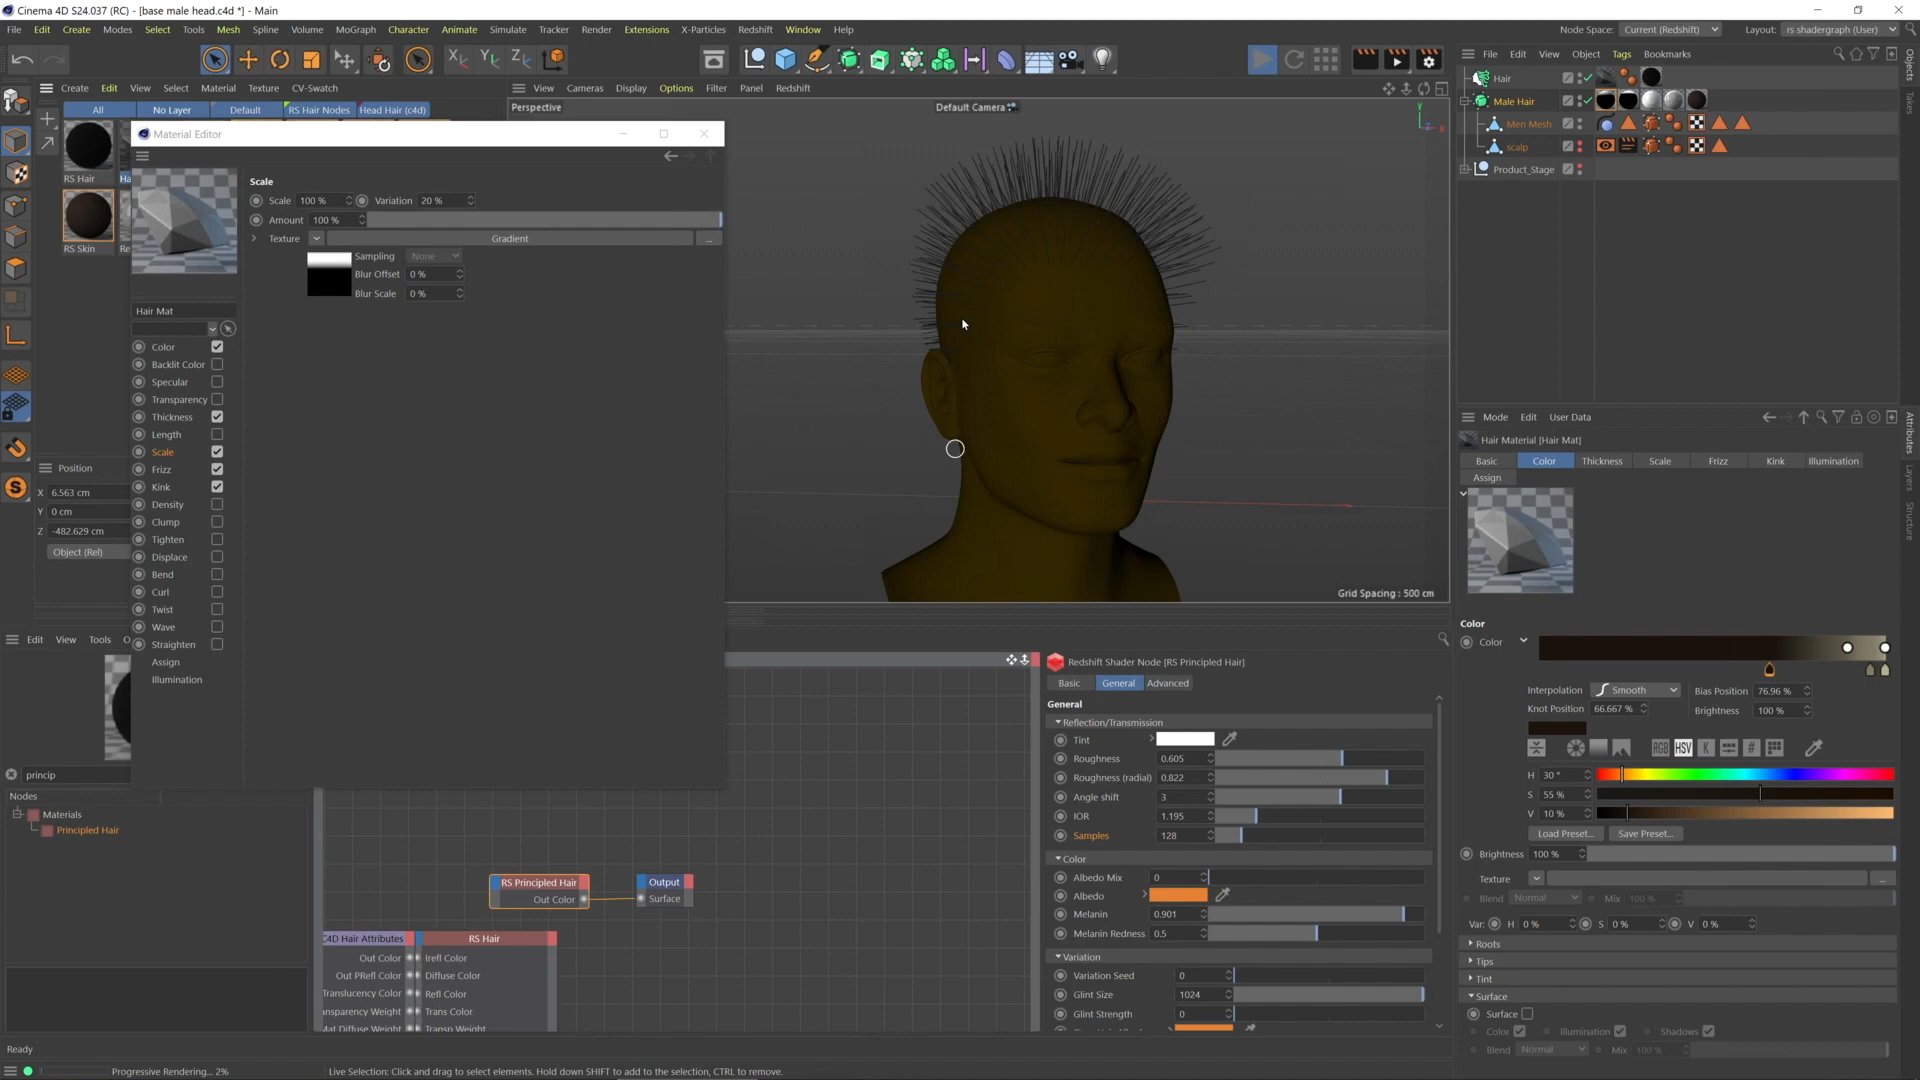 Cinema 4D S24.037 (RC) - [base male head.c4d *] - Main
File Edit Create Modes Select Tools Mesh Spline Volume MoGraph Character Animate Simulate Tracker Render Extensions X-Particles Redshift Window Help
Node Space: Current (Redshift) Layout: rs shadergraph (User)
Create Edit View Select Material Texture CV-Swatch
View Cameras Display Options Filter Panel Redshift
File Edit View Object Tags Bookmarks
All No Layer Default RS Hair Nodes Head Hair (c4d)
Perspective
Default Camera
Hair
Male Hair
Men Mesh
scalp
Product_Stage
Objects
Takes
RS Hair
Ha
RS Skin
Re
Material Editor
Scale
Scale 100 % Variation 20 %
Amount 100 %
Texture Gradient ...
Sampling None
Blur Offset 0 %
Blur Scale 0 %
Hair Mat
Color
Backlit Color
Specular
Transparency
Thickness
Length
Scale
Frizz
Kink
Density
Clump
Tighten
Displace
Bend
Curl
Twist
Wave
Straighten
Assign
Illumination
Position
X 6.563 cm
Y 0 cm
Z -482.629 cm
Object (Rel)
Grid Spacing : 500 cm
Edit View Tools
princip
Nodes
Materials
Principled Hair
RS Principled Hair
Out Color
Output
Surface
C4D Hair Attributes RS Hair
Out Color Irefl Color
Out PRefl Color Diffuse Color
Translucency Color Refl Color
Trans Color
Mat Diffuse Weight Transp Weight
Redshift Shader Node [RS Principled Hair]
Basic General Advanced
General
Reflection/Transmission
Tint
Roughness 0.605
Roughness (radial) 0.822
Angle shift 3
IOR 1.195
Samples 128
Color
Albedo Mix 0
Albedo
Melanin 0.901
Melanin Redness 0.5
Variation
Variation Seed 0
Glint Size 1024
Glint Strength 0
Mode Edit User Data
Hair Material [Hair Mat]
Basic Color Thickness Scale Frizz Kink Illumination
Assign
Attributes
Layers
Structure
Color
Color
Interpolation Smooth Bias Position 76.96 %
Knot Position 66.667 % Brightness 100 %
RGB HSV K #
H 30 °
S 55 %
V 10 %
Load Preset... Save Preset...
Brightness 100 %
Texture ...
Blend Normal Mix 100 %
Var: H 0 % S 0 % V 0 %
Roots
Tips
Tint
Surface
Surface
Color Illumination Shadows
Blend Normal Mix 100 %
Ready
Progressive Rendering... 2% Live Selection: Click and drag to select elements. Hold down SHIFT to add to the selection, CTRL to remove.